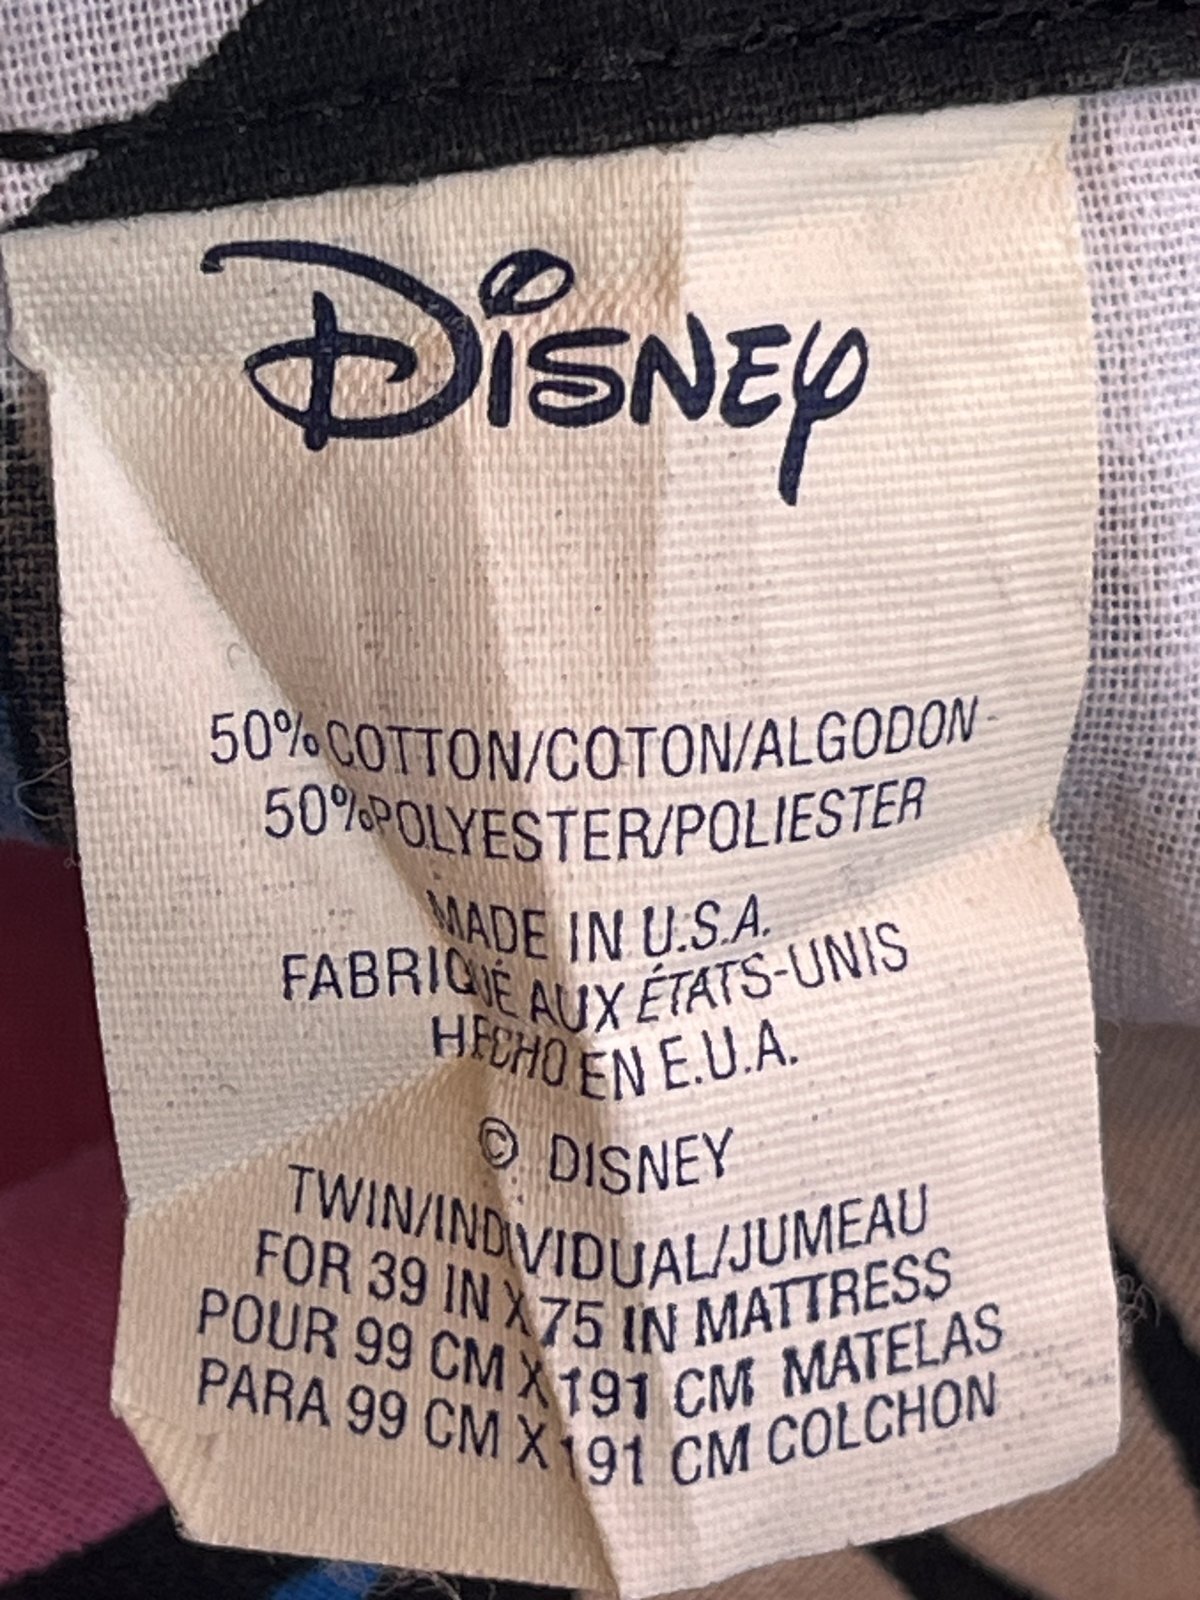 Disney
50% COTTON/COTON/ALGODON
50% POLYESTER/POLIESTER
MADE IN U.S.A.
FABRIQUÉ AUX ÉTATS-UNIS
HECHO EN E.U.A.
© DISNEY
TWIN/INDIVIDUAL/JUMEAU
FOR 39 IN X 75 IN MATTRESS
POUR 99 CM X 191 CM MATELAS
PARA 99 CM X 191 CM COLCHON